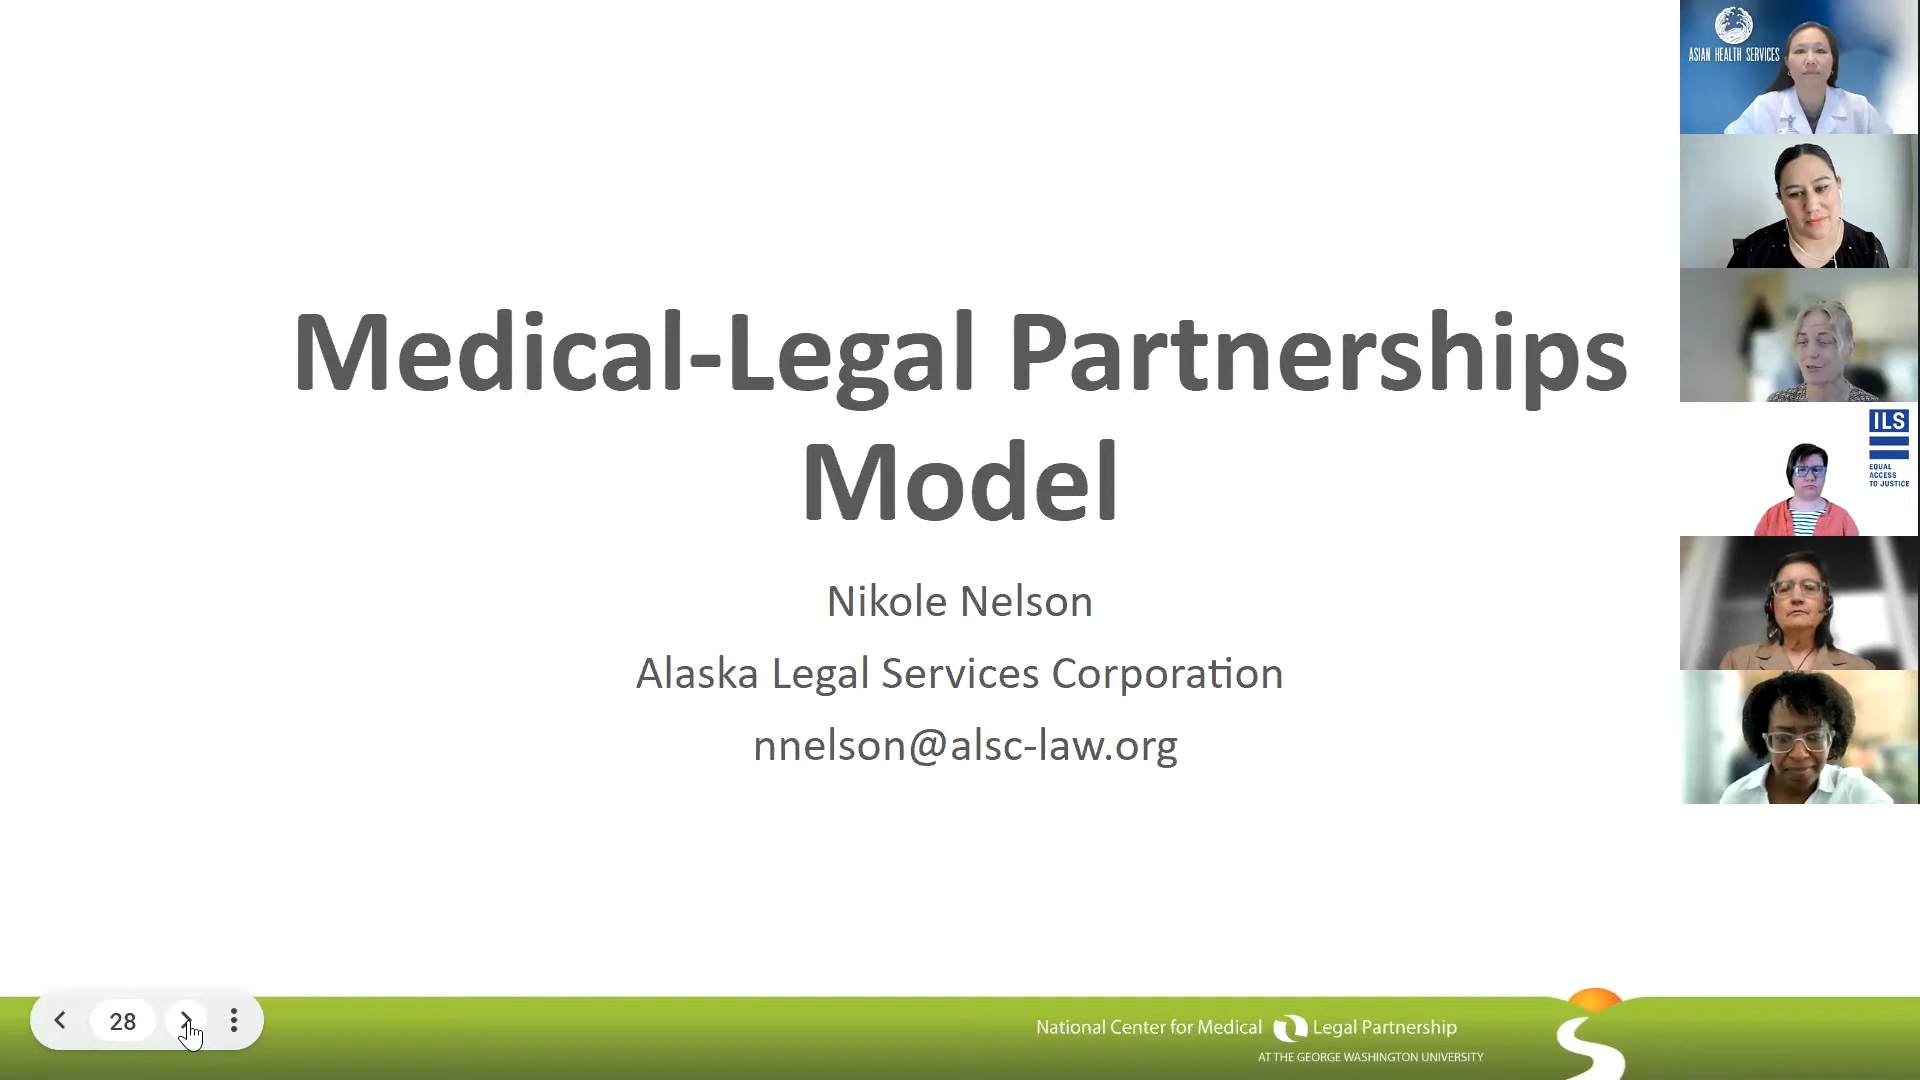 ASIAN HEALTH SERVICES
Medical-Legal Partnerships
Model
Nikole Nelson
Alaska Legal Services Corporation
nnelson@alsc-law.org
ILS
EQUAL
ACCESS
TO JUSTICE
28
National Center for Medical Legal Partnership
AT THE GEORGE WASHINGTON UNIVERSITY